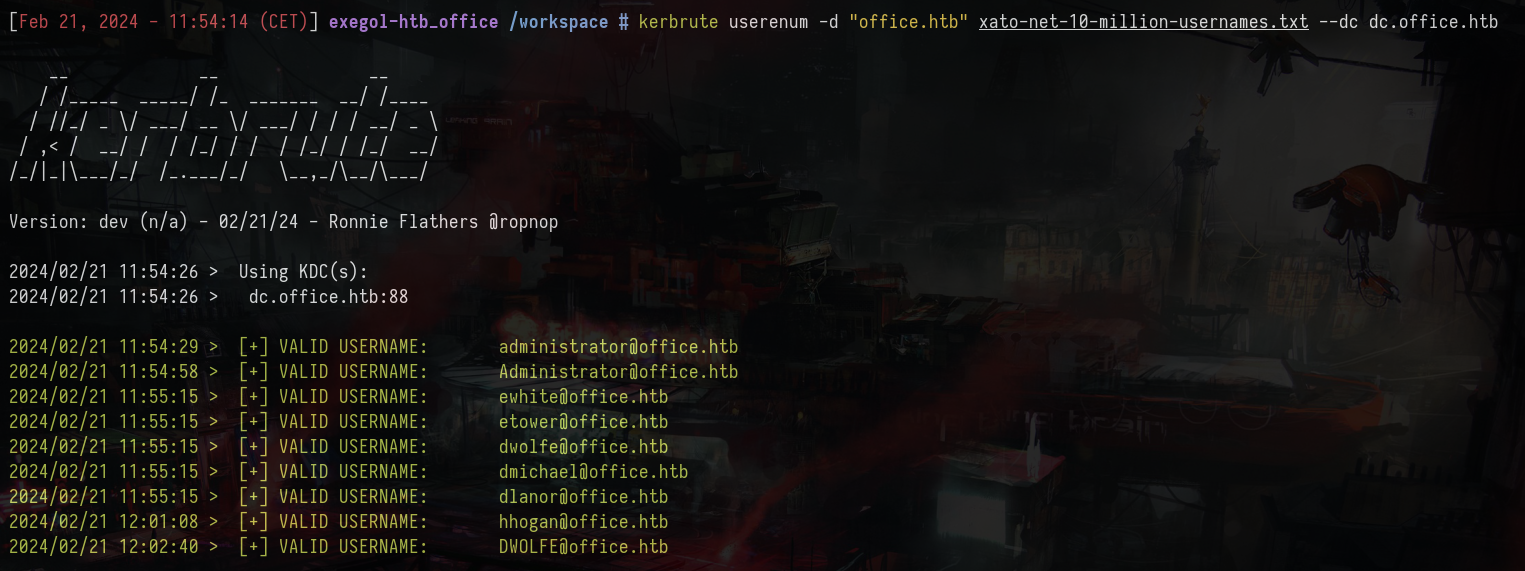 [Feb 21, 2024 - 11:54:14 (CET)] exegol-htb_office /workspace # kerbrute userenum -d "office.htb" xato-net-10-million-usernames.txt --dc dc.office.htb
    __             __               __
   / /_____  _____/ /_  _______  __/ /____
  / //_/ _ \/ ___/ __ \/ ___/ / / / __/ _ \
 / ,< /  __/ /  / /_/ / /  / /_/ / /_/  __/
/_/|_|\___/_/  /_.___/_/   \__,_/\__/\___/
Version: dev (n/a) - 02/21/24 - Ronnie Flathers @ropnop
2024/02/21 11:54:26 >  Using KDC(s):
2024/02/21 11:54:26 >   dc.office.htb:88
2024/02/21 11:54:29 >  [+] VALID USERNAME:       administrator@office.htb
2024/02/21 11:54:58 >  [+] VALID USERNAME:       Administrator@office.htb
2024/02/21 11:55:15 >  [+] VALID USERNAME:       ewhite@office.htb
2024/02/21 11:55:15 >  [+] VALID USERNAME:       etower@office.htb
2024/02/21 11:55:15 >  [+] VALID USERNAME:       dwolfe@office.htb
2024/02/21 11:55:15 >  [+] VALID USERNAME:       dmichael@office.htb
2024/02/21 11:55:15 >  [+] VALID USERNAME:       dlanor@office.htb
2024/02/21 12:01:08 >  [+] VALID USERNAME:       hhogan@office.htb
2024/02/21 12:02:40 >  [+] VALID USERNAME:       DWOLFE@office.htb